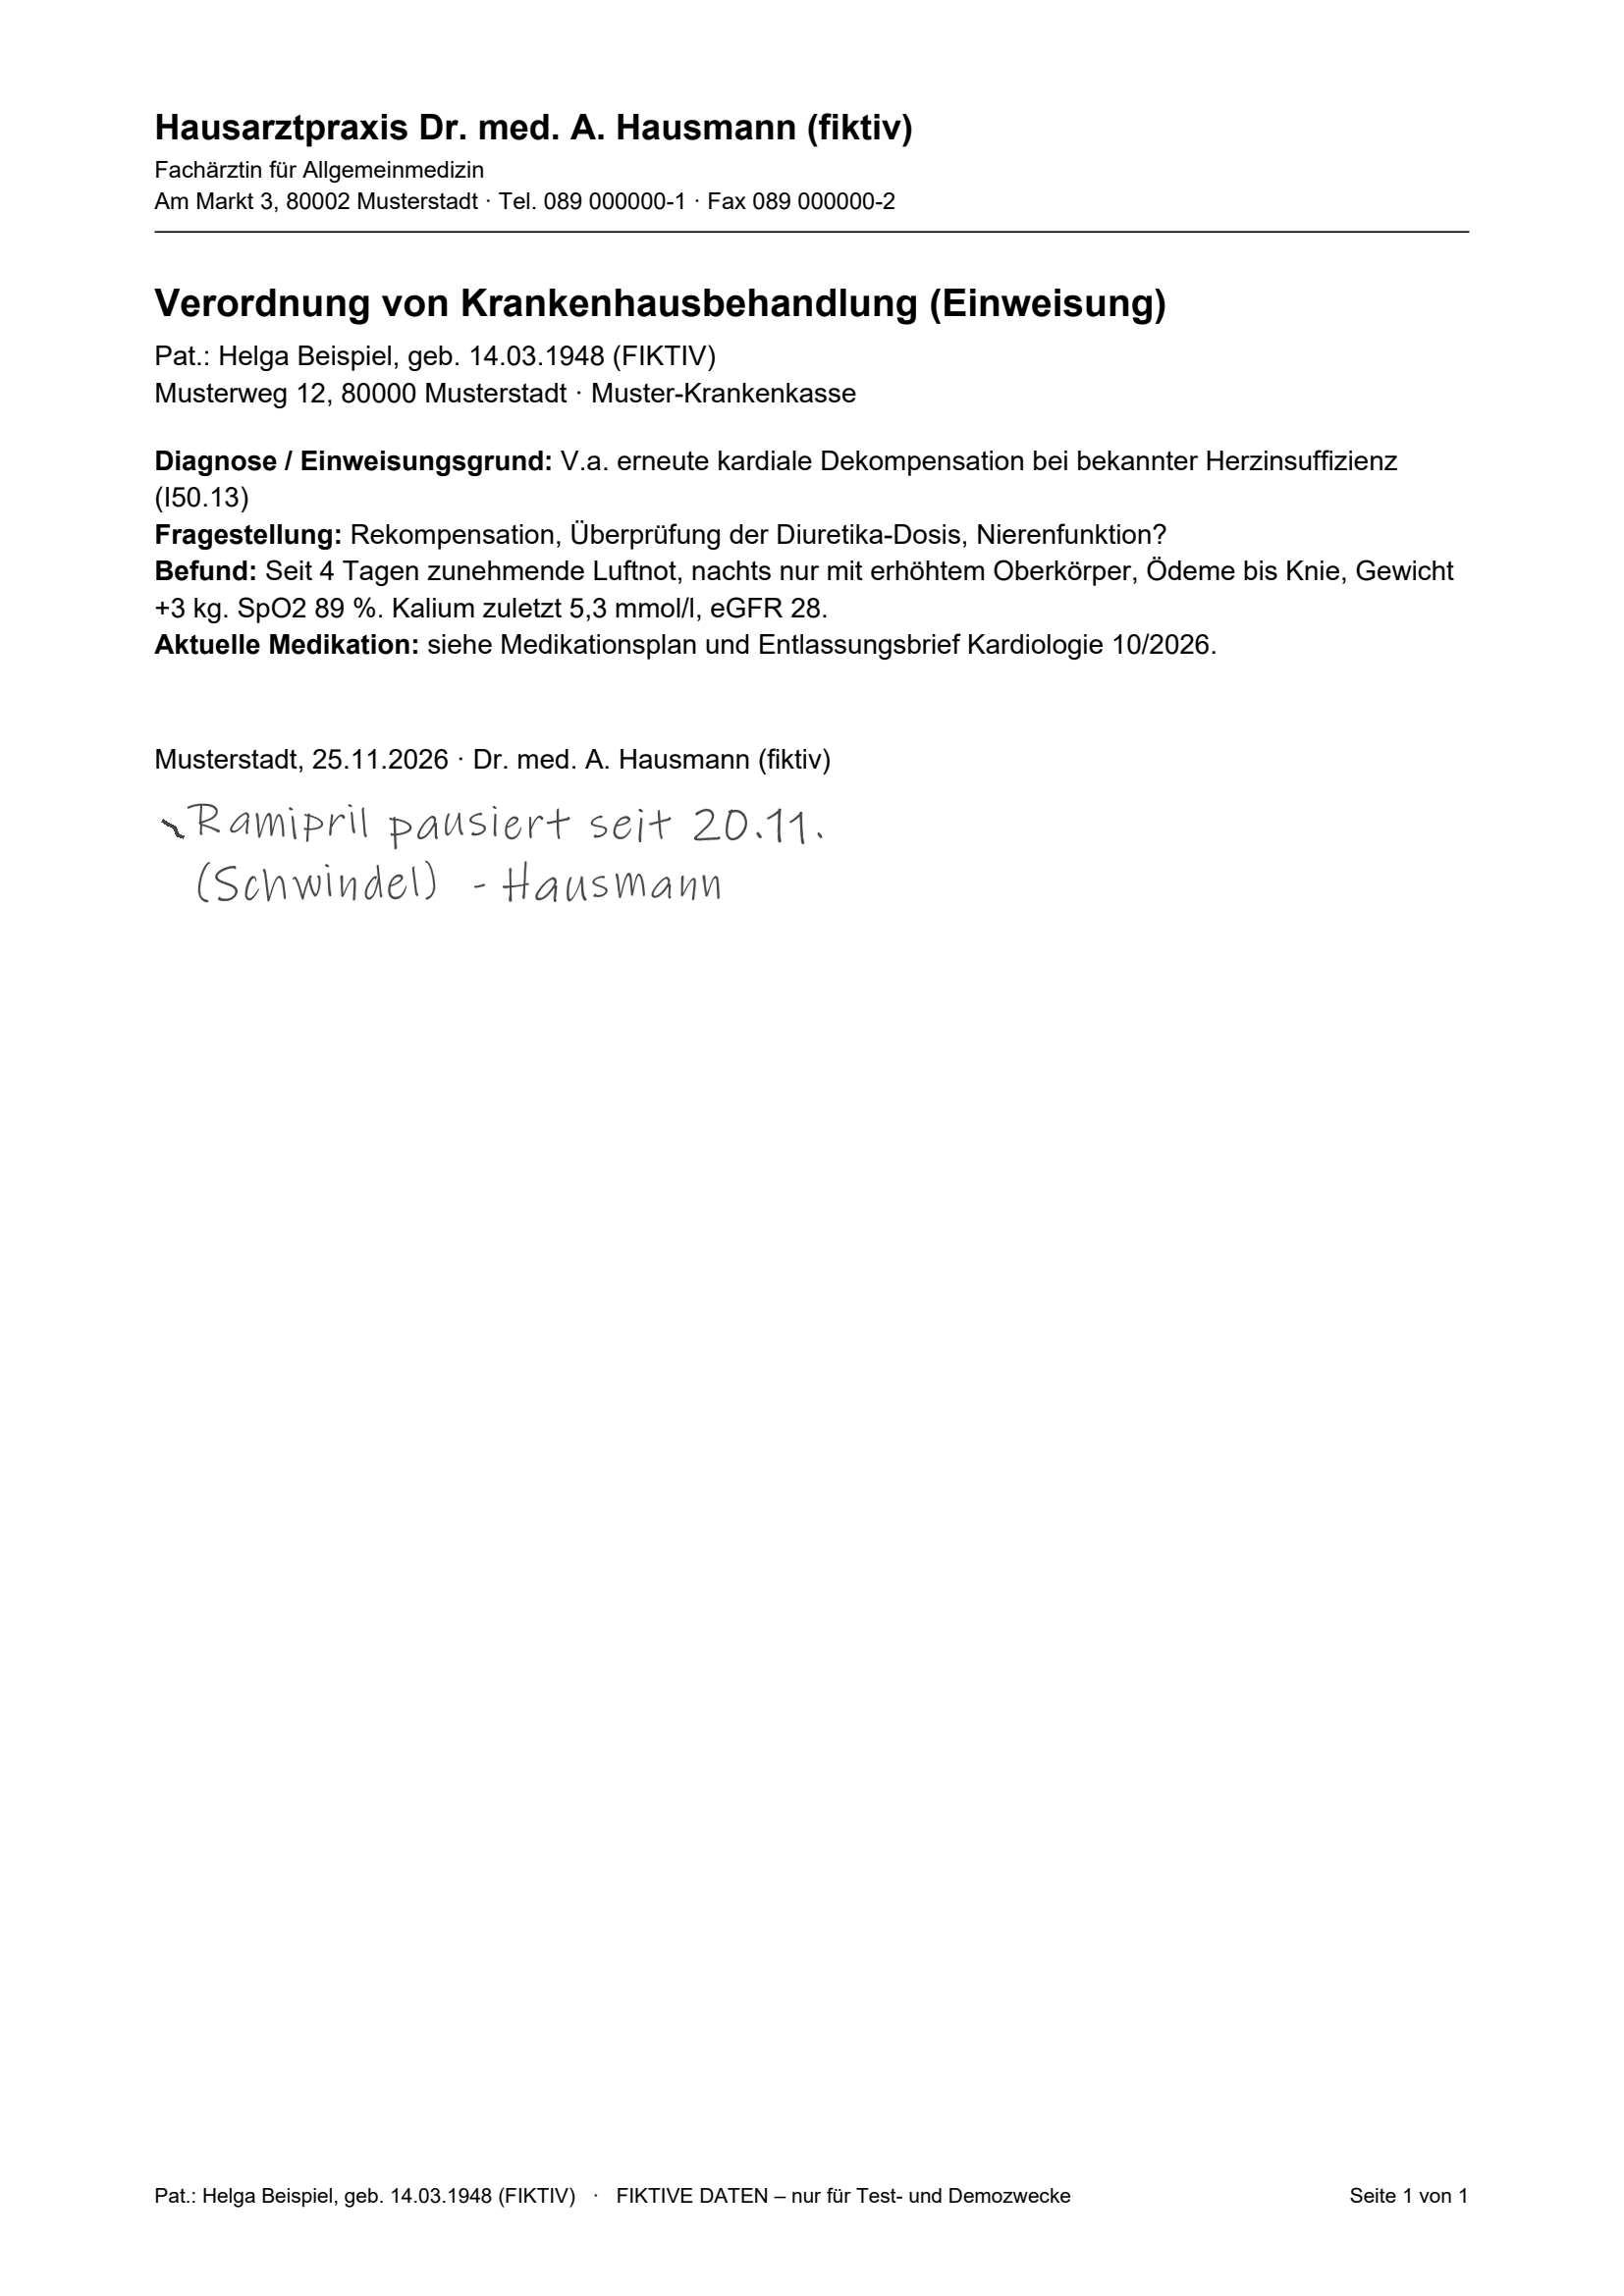 Hausarztpraxis Dr. med. A. Hausmann (fiktiv)
Fachärztin für Allgemeinmedizin
Am Markt 3, 80002 Musterstadt · Tel. 089 000000-1 · Fax 089 000000-2
Verordnung von Krankenhausbehandlung (Einweisung)
Pat.: Helga Beispiel, geb. 14.03.1948 (FIKTIV)
Musterweg 12, 80000 Musterstadt · Muster-Krankenkasse
Diagnose / Einweisungsgrund: V.a. erneute kardiale Dekompensation bei bekannter Herzinsuffizienz
(I50.13)
Fragestellung: Rekompensation, Überprüfung der Diuretika-Dosis, Nierenfunktion?
Befund: Seit 4 Tagen zunehmende Luftnot, nachts nur mit erhöhtem Oberkörper, Ödeme bis Knie, Gewicht
+3 kg. SpO2 89 %. Kalium zuletzt 5,3 mmol/l, eGFR 28.
Aktuelle Medikation: siehe Medikationsplan und Entlassungsbrief Kardiologie 10/2026.
Musterstadt, 25.11.2026 · Dr. med. A. Hausmann (fiktiv)
Ramipril pausiert seit 20.11.
(Schwindel) - Hausmann
Pat.: Helga Beispiel, geb. 14.03.1948 (FIKTIV) · FIKTIVE DATEN – nur für Test- und Demozwecke Seite 1 von 1